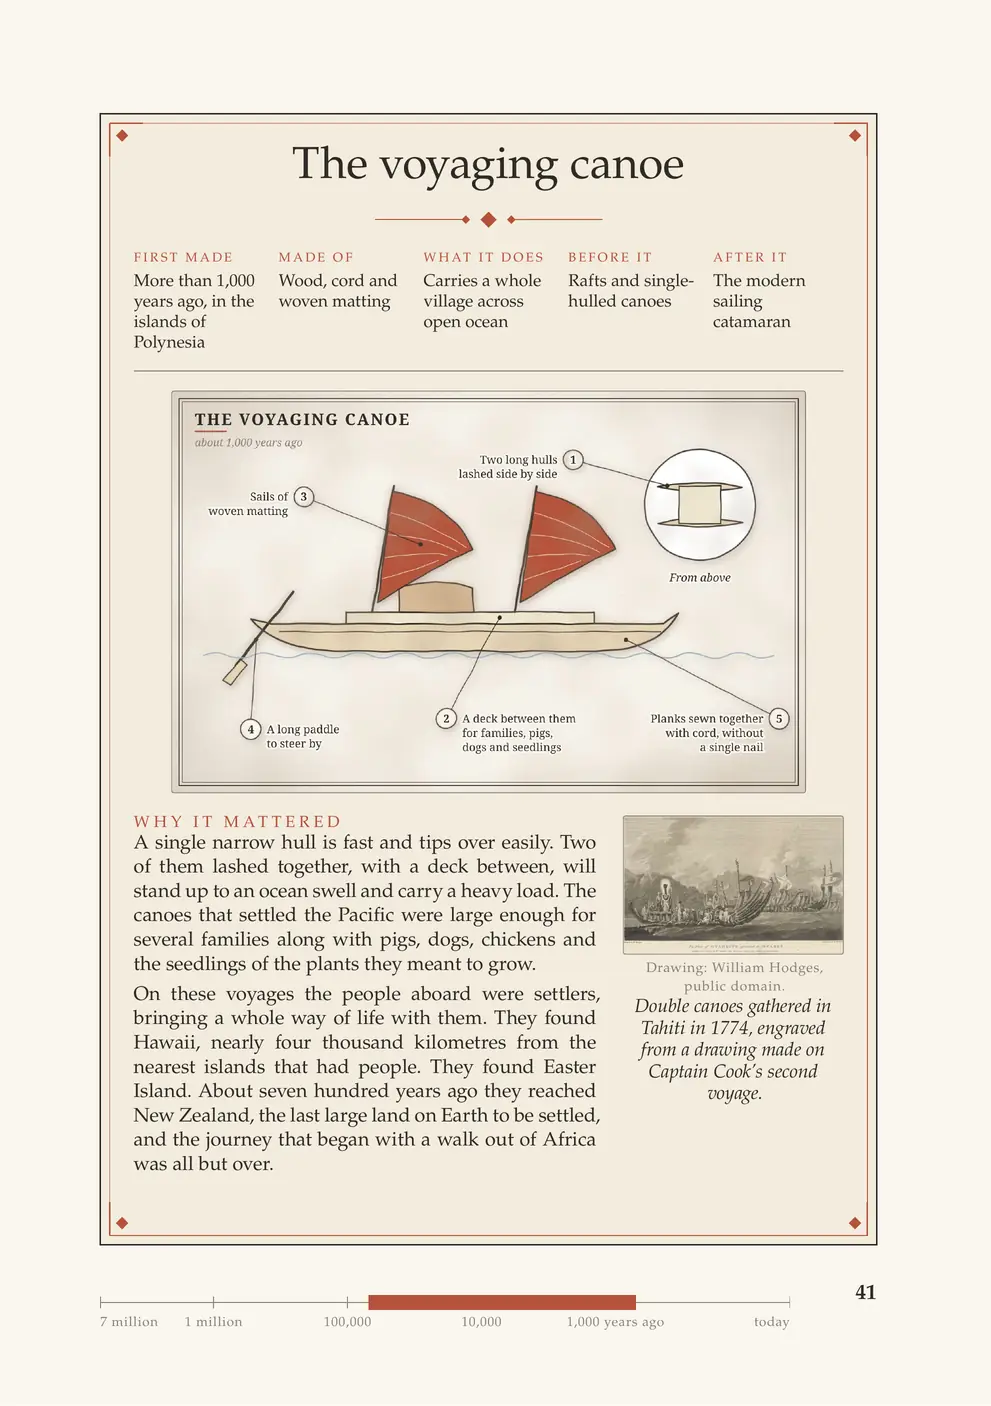 The voyaging canoe
FIRST MADE
More than 1,000
years ago, in the
islands of
Polynesia
MADE OF
Wood, cord and
woven matting
WHAT IT DOES
Carries a whole
village across
open ocean
BEFORE IT
Rafts and single-
hulled canoes
AFTER IT
The modern
sailing
catamaran
THE VOYAGING CANOE
about 1,000 years ago
Two long hulls
lashed side by side
1
Sails of
woven matting
3
From above
4
A long paddle
to steer by
2
A deck between them
for families, pigs,
dogs and seedlings
Planks sewn together
with cord, without
a single nail
5
WHY IT MATTERED
A single narrow hull is fast and tips over easily. Two
of them lashed together, with a deck between, will
stand up to an ocean swell and carry a heavy load. The
canoes that settled the Pacific were large enough for
several families along with pigs, dogs, chickens and
the seedlings of the plants they meant to grow.
On these voyages the people aboard were settlers,
bringing a whole way of life with them. They found
Hawaii, nearly four thousand kilometres from the
nearest islands that had people. They found Easter
Island. About seven hundred years ago they reached
New Zealand, the last large land on Earth to be settled,
and the journey that began with a walk out of Africa
was all but over.
Drawing: William Hodges,
public domain.
Double canoes gathered in
Tahiti in 1774, engraved
from a drawing made on
Captain Cook's second
voyage.
41
7 million
1 million
100,000
10,000
1,000 years ago
today